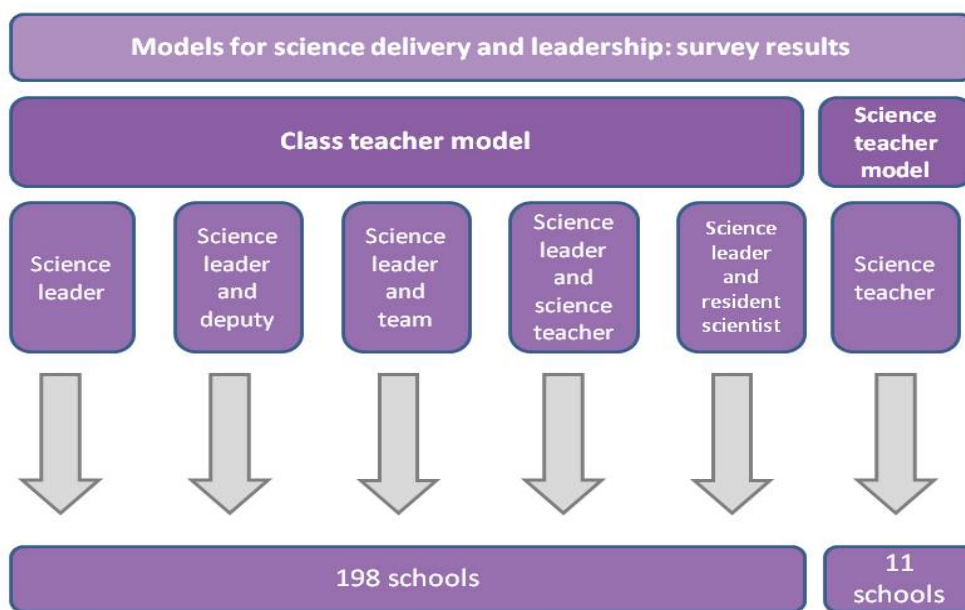 Models for science delivery and leadership: survey results
Class teacher model
Science
teacher
model
Science
leader
Science
leader
and
deputy
Science
leader
and
team
Science
leader
and
science
teacher
Science
leader
and
resident
scientist
Science
teacher
198 schools
11
schools